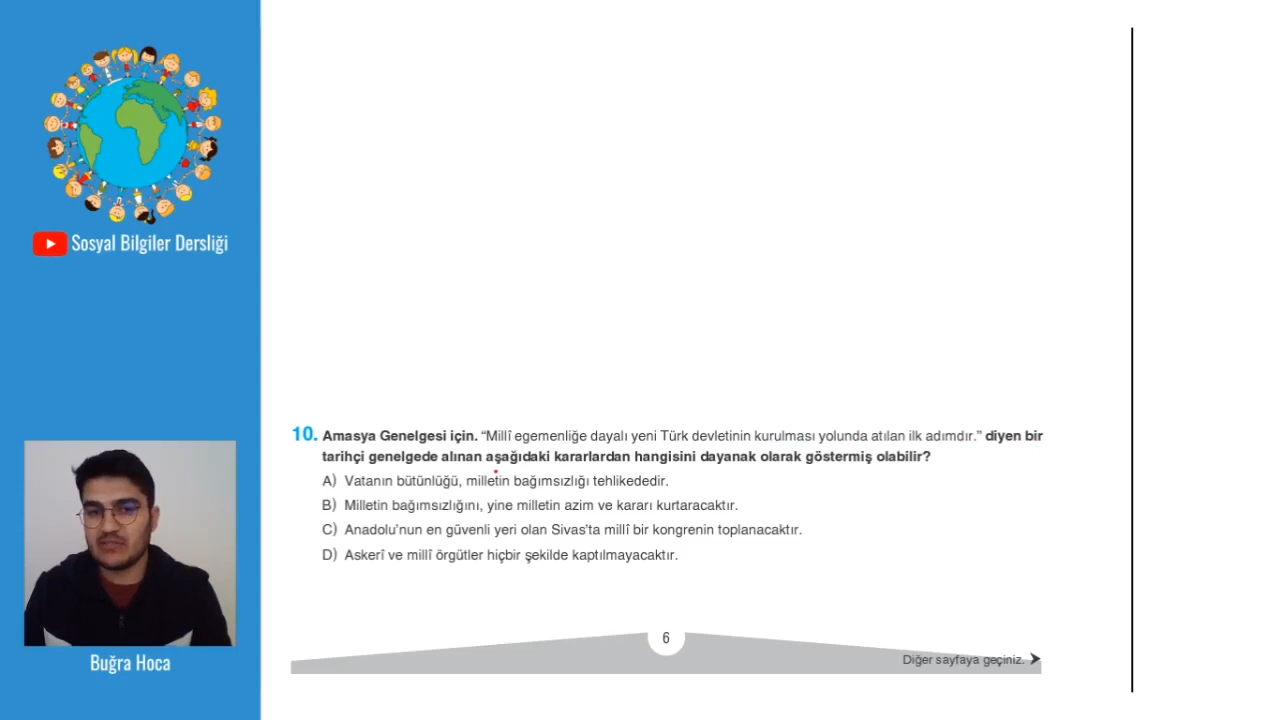 Sosyal Bilgiler Dersliği
Buğra Hoca
10. Amasya Genelgesi için. “Millî egemenliğe dayalı yeni Türk devletinin kurulması yolunda atılan ilk adımdır.” diyen bir
tarihçi genelgede alınan aşağıdaki kararlardan hangisini dayanak olarak göstermiş olabilir?
A) Vatanın bütünlüğü, milletin bağımsızlığı tehlikededir.
B) Milletin bağımsızlığını, yine milletin azim ve kararı kurtaracaktır.
C) Anadolu’nun en güvenli yeri olan Sivas’ta millî bir kongrenin toplanacaktır.
D) Askerî ve millî örgütler hiçbir şekilde kaptılmayacaktır.
6
Diğer sayfaya geçiniz.